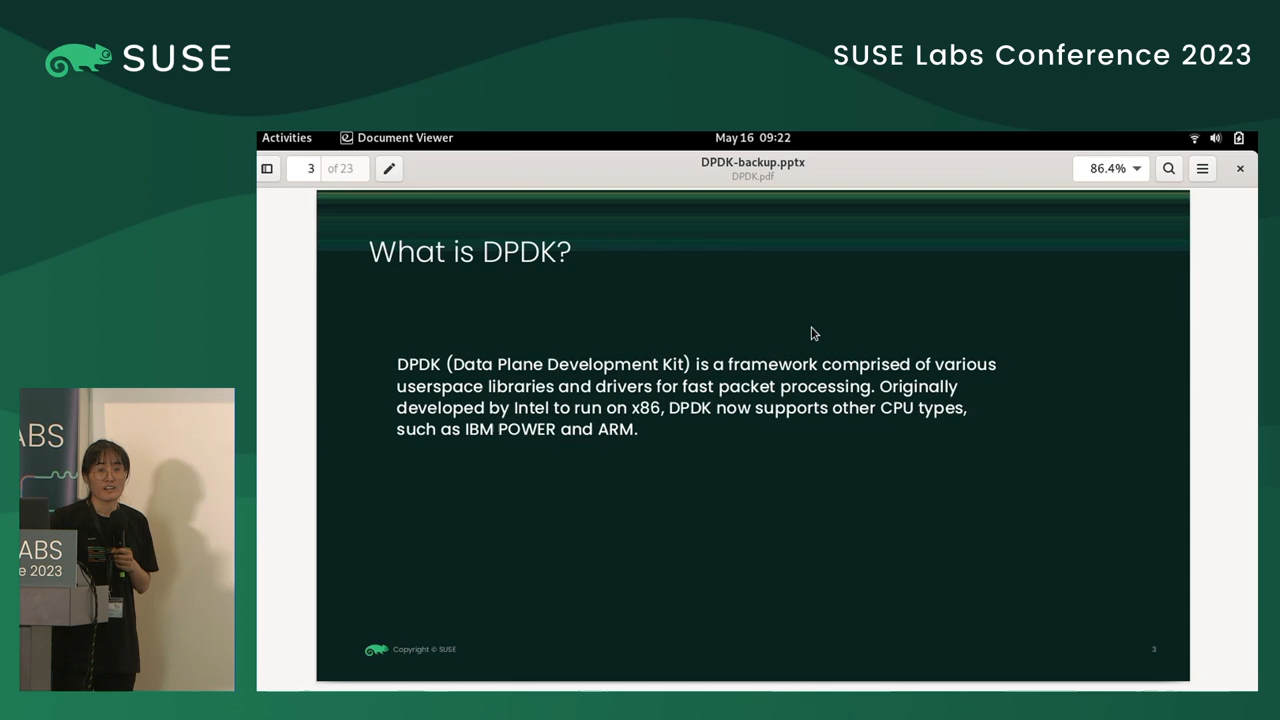 SUSE
SUSE Labs Conference 2023
Activities
Document Viewer
May 16 09:22
3
of 23
DPDK-backup.pptx
DPDK.pdf
86.4%
What is DPDK?
DPDK (Data Plane Development Kit) is a framework comprised of various
userspace libraries and drivers for fast packet processing. Originally
developed by Intel to run on x86, DPDK now supports other CPU types,
such as IBM POWER and ARM.
Copyright © SUSE
3
ABS
ABS
e 2023